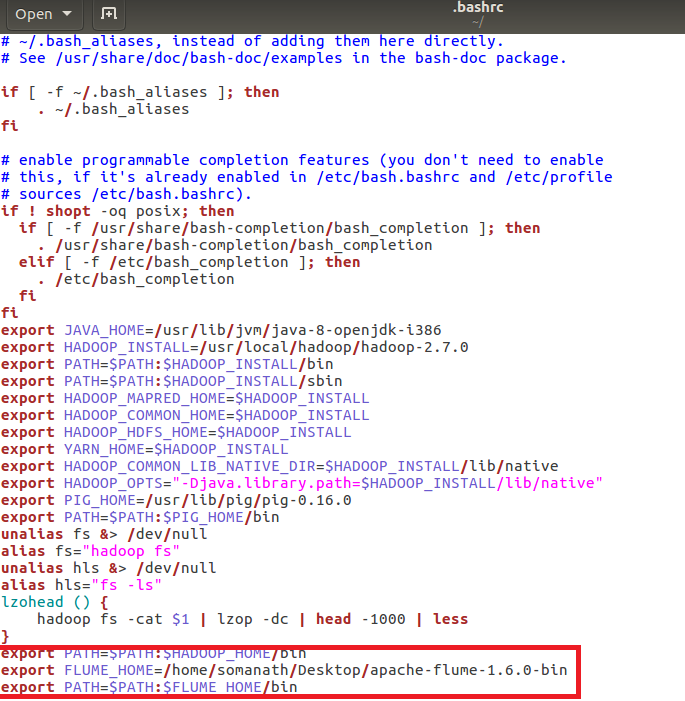 Open
.bashrc
~/
# ~/.bash_aliases, instead of adding them here directly.
# See /usr/share/doc/bash-doc/examples in the bash-doc package.

if [ -f ~/.bash_aliases ]; then
    . ~/.bash_aliases
fi

# enable programmable completion features (you don't need to enable
# this, if it's already enabled in /etc/bash.bashrc and /etc/profile
# sources /etc/bash.bashrc).
if ! shopt -oq posix; then
  if [ -f /usr/share/bash-completion/bash_completion ]; then
    . /usr/share/bash-completion/bash_completion
  elif [ -f /etc/bash_completion ]; then
    . /etc/bash_completion
  fi
fi
export JAVA_HOME=/usr/lib/jvm/java-8-openjdk-i386
export HADOOP_INSTALL=/usr/local/hadoop/hadoop-2.7.0
export PATH=$PATH:$HADOOP_INSTALL/bin
export PATH=$PATH:$HADOOP_INSTALL/sbin
export HADOOP_MAPRED_HOME=$HADOOP_INSTALL
export HADOOP_COMMON_HOME=$HADOOP_INSTALL
export HADOOP_HDFS_HOME=$HADOOP_INSTALL
export YARN_HOME=$HADOOP_INSTALL
export HADOOP_COMMON_LIB_NATIVE_DIR=$HADOOP_INSTALL/lib/native
export HADOOP_OPTS="-Djava.library.path=$HADOOP_INSTALL/lib/native"
export PIG_HOME=/usr/lib/pig/pig-0.16.0
export PATH=$PATH:$PIG_HOME/bin
unalias fs &> /dev/null
alias fs="hadoop fs"
unalias hls &> /dev/null
alias hls="fs -ls"
lzohead () {
    hadoop fs -cat $1 | lzop -dc | head -1000 | less
}
export PATH=$PATH:$HADOOP_HOME/bin
export FLUME_HOME=/home/somanath/Desktop/apache-flume-1.6.0-bin
export PATH=$PATH:$FLUME_HOME/bin